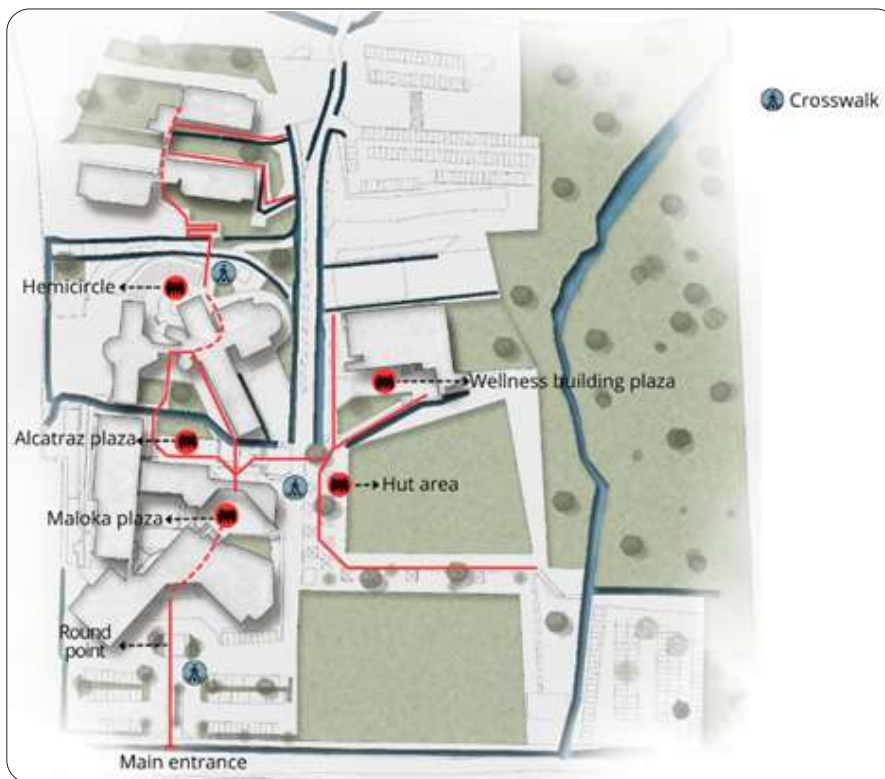 Crosswalk
Hemicircle
Wellness building plaza
Alcatraz plaza
Hut area
Maloka plaza
Round
point
Main entrance